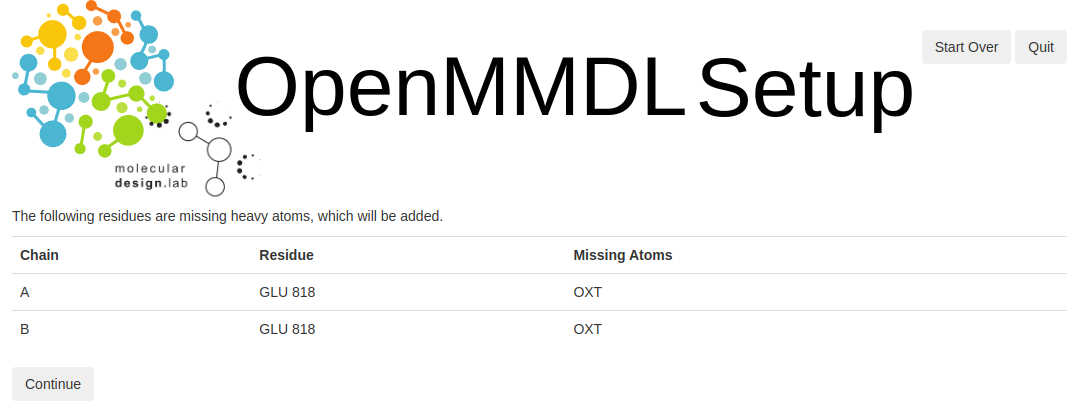 OpenMMDL Setup
Start Over Quit
molecular
design.lab
The following residues are missing heavy atoms, which will be added.
Chain Residue Missing Atoms
A GLU 818 OXT
B GLU 818 OXT
Continue